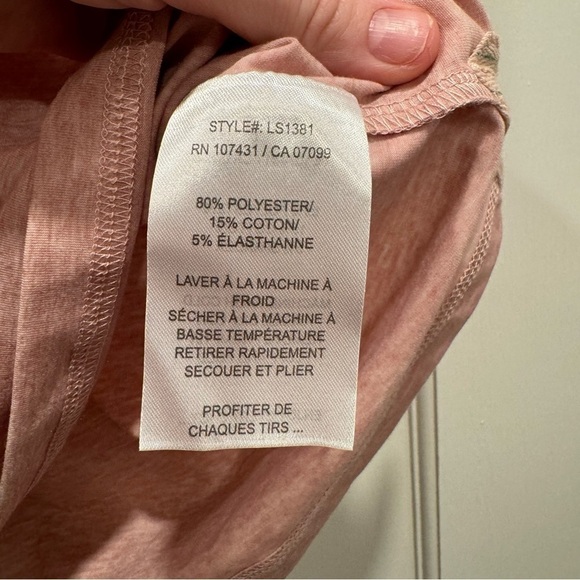 STYLE#: LS1381
RN 107431 / CA 07099
80% POLYESTER/
15% COTON/
5% ÉLASTHANNE
LAVER À LA MACHINE À
FROID
SÉCHER À LA MACHINE À
BASSE TEMPÉRATURE
RETIRER RAPIDEMENT
SECOUER ET PLIER
PROFITER DE
CHAQUES TIRS ...